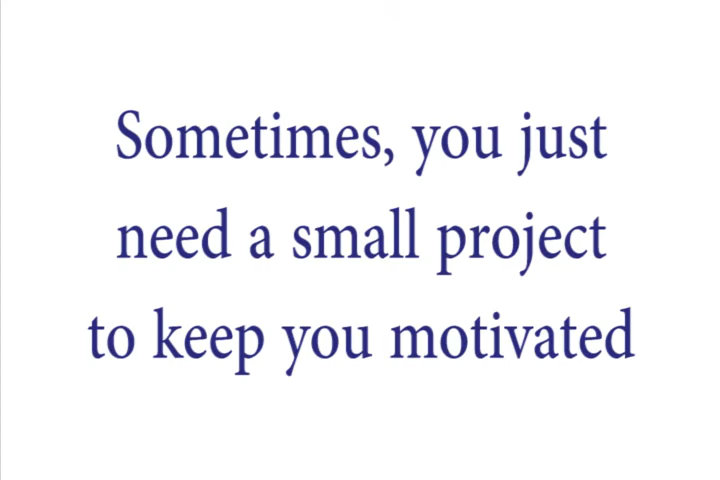 Sometimes, you just
need a small project
to keep you motivated